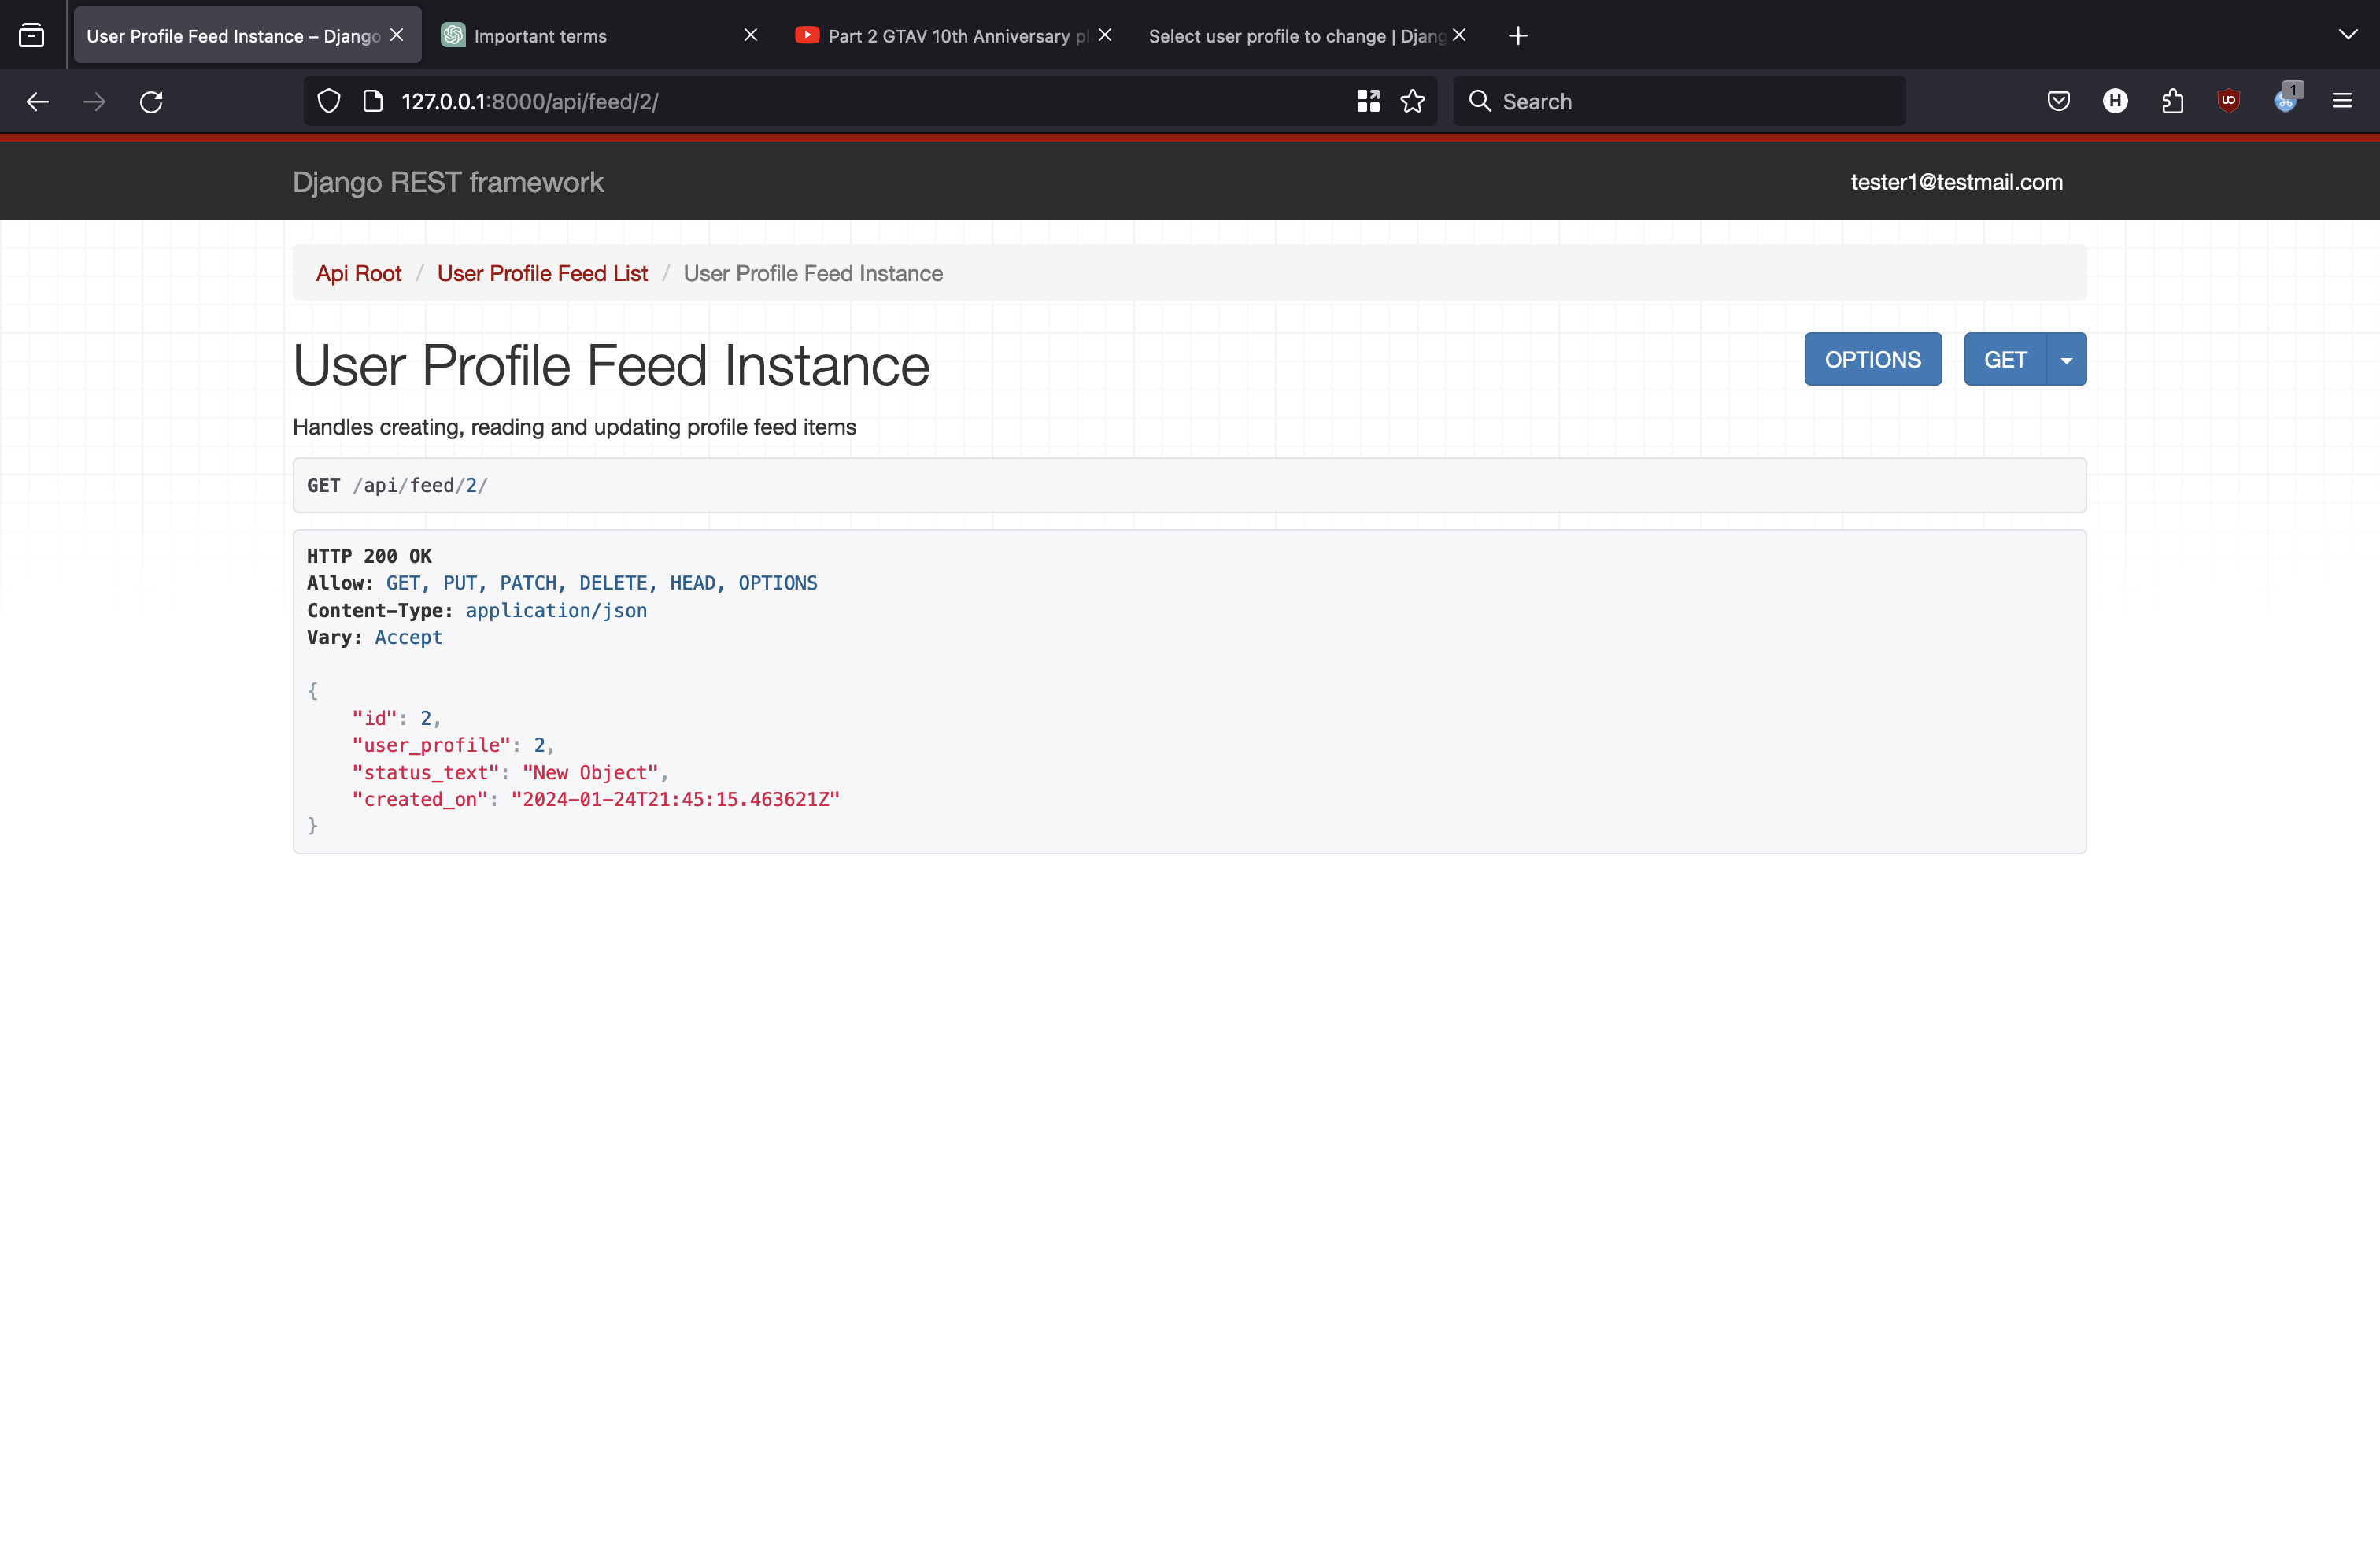 User Profile Feed Instance – Django
Important terms
Part 2 GTAV 10th Anniversary pl
Select user profile to change | Djang
127.0.0.1:8000/api/feed/2/
Search
H
UO
1
Django REST framework
tester1@testmail.com
Api Root / User Profile Feed List / User Profile Feed Instance
User Profile Feed Instance
OPTIONS
GET
Handles creating, reading and updating profile feed items
GET /api/feed/2/
HTTP 200 OK
Allow: GET, PUT, PATCH, DELETE, HEAD, OPTIONS
Content-Type: application/json
Vary: Accept
{
    "id": 2,
    "user_profile": 2,
    "status_text": "New Object",
    "created_on": "2024-01-24T21:45:15.463621Z"
}